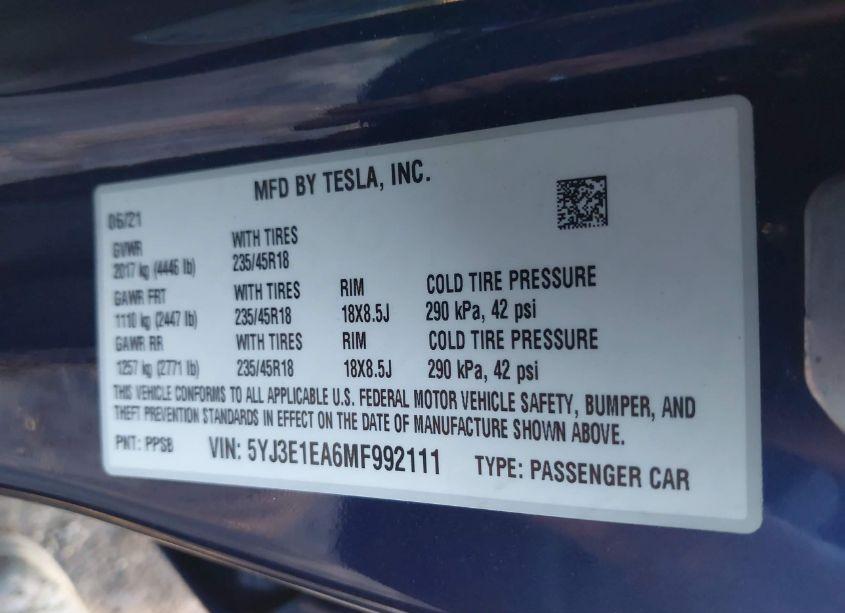 MFD BY TESLA, INC.
06/21
GVWR WITH TIRES
2017 kg (4446 lb) 235/45R18
GAWR FRT WITH TIRES RIM COLD TIRE PRESSURE
1110 kg (2447 lb) 235/45R18 18X8.5J 290 kPa, 42 psi
GAWR RR WITH TIRES RIM COLD TIRE PRESSURE
1257 kg (2771 lb) 235/45R18 18X8.5J 290 kPa, 42 psi
THIS VEHICLE CONFORMS TO ALL APPLICABLE U.S. FEDERAL MOTOR VEHICLE SAFETY, BUMPER, AND
THEFT PREVENTION STANDARDS IN EFFECT ON THE DATE OF MANUFACTURE SHOWN ABOVE.
PNT: PPSB VIN: 5YJ3E1EA6MF992111 TYPE: PASSENGER CAR